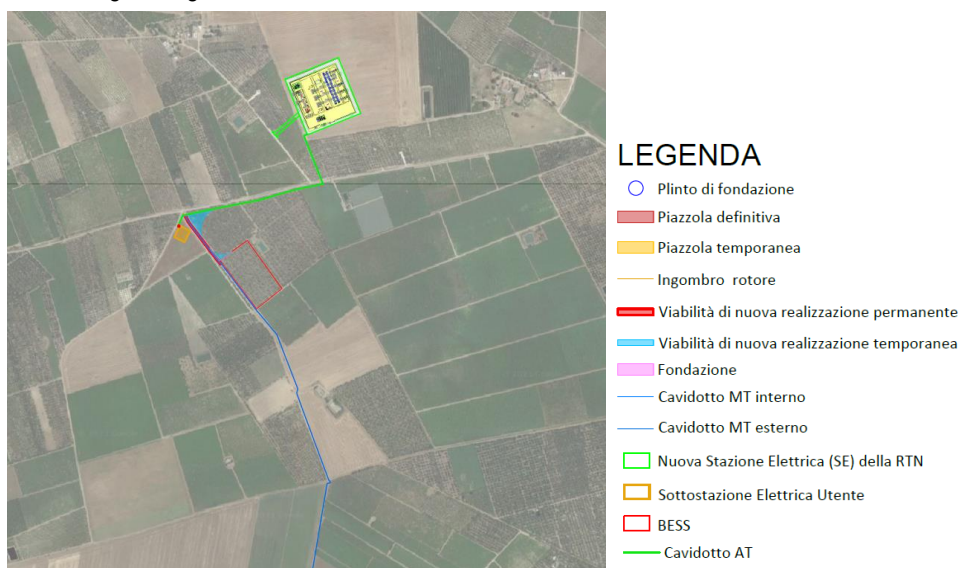 LEGENDA
Plinto di fondazione
Piazzola definitiva
Piazzola temporanea
Ingombro rotore
Viabilità di nuova realizzazione permanente
Viabilità di nuova realizzazione temporanea
Fondazione
Cavidotto MT interno
Cavidotto MT esterno
Nuova Stazione Elettrica (SE) della RTN
Sottostazione Elettrica Utente
BESS
Cavidotto AT